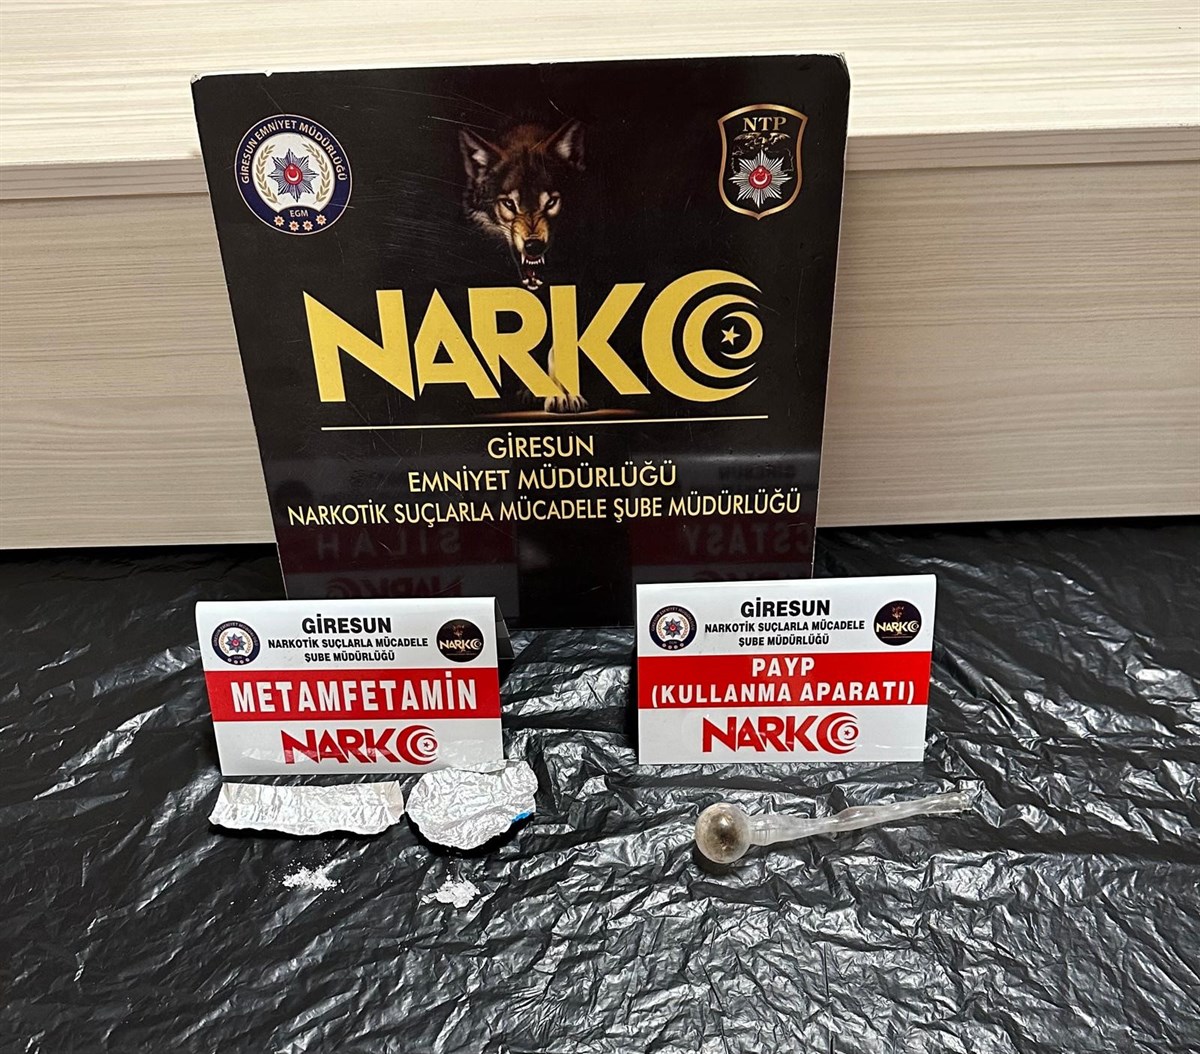 GİRESUN EMNİYET MÜDÜRLÜĞÜ
EGM
NTP
NARKO
GİRESUN
EMNİYET MÜDÜRLÜĞÜ
NARKOTİK SUÇLARLA MÜCADELE ŞUBE MÜDÜRLÜĞÜ
GİRESUN
NARKOTİK SUÇLARLA MÜCADELE
ŞUBE MÜDÜRLÜĞÜ
NARKO
METAMFETAMİN
NARKO
GİRESUN
NARKOTİK SUÇLARLA MÜCADELE
ŞUBE MÜDÜRLÜĞÜ
NARKO
PAYP
(KULLANMA APARATI)
NARKO